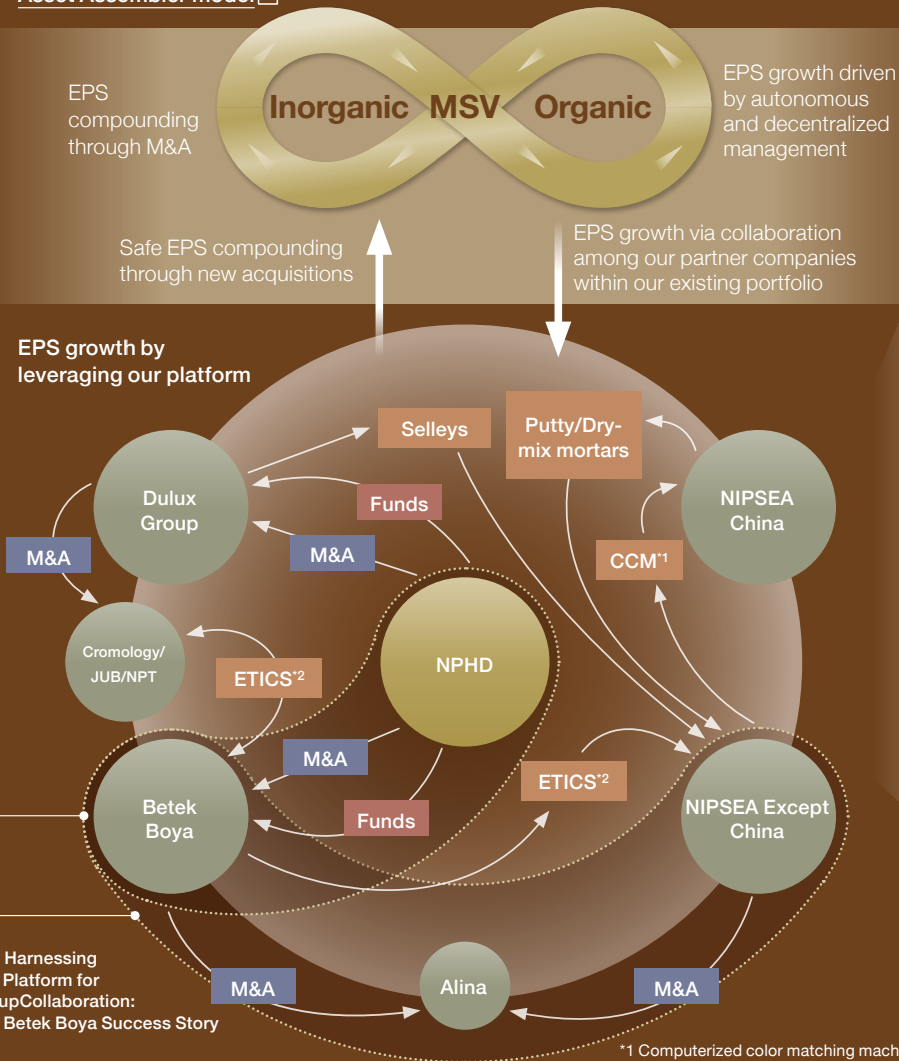 Asset Assembler model
EPS
compounding
through M&A
Inorganic MSV Organic
EPS growth driven
by autonomous
and decentralized
management
Safe EPS compounding
through new acquisitions
EPS growth via collaboration
among our partner companies
within our existing portfolio
EPS growth by
leveraging our platform
Selleys
Putty/Dry-
mix mortars
Dulux
Group
Funds
NIPSEA
China
M&A
M&A
CCM*1
Cromology/
JUB/NPT
ETICS*2
NPHD
M&A
ETICS*2
Betek
Boya
Funds
NIPSEA Except
China
Harnessing
Platform for
upCollaboration:
Betek Boya Success Story
M&A
Alina
M&A
*1 Computerized color matching mach